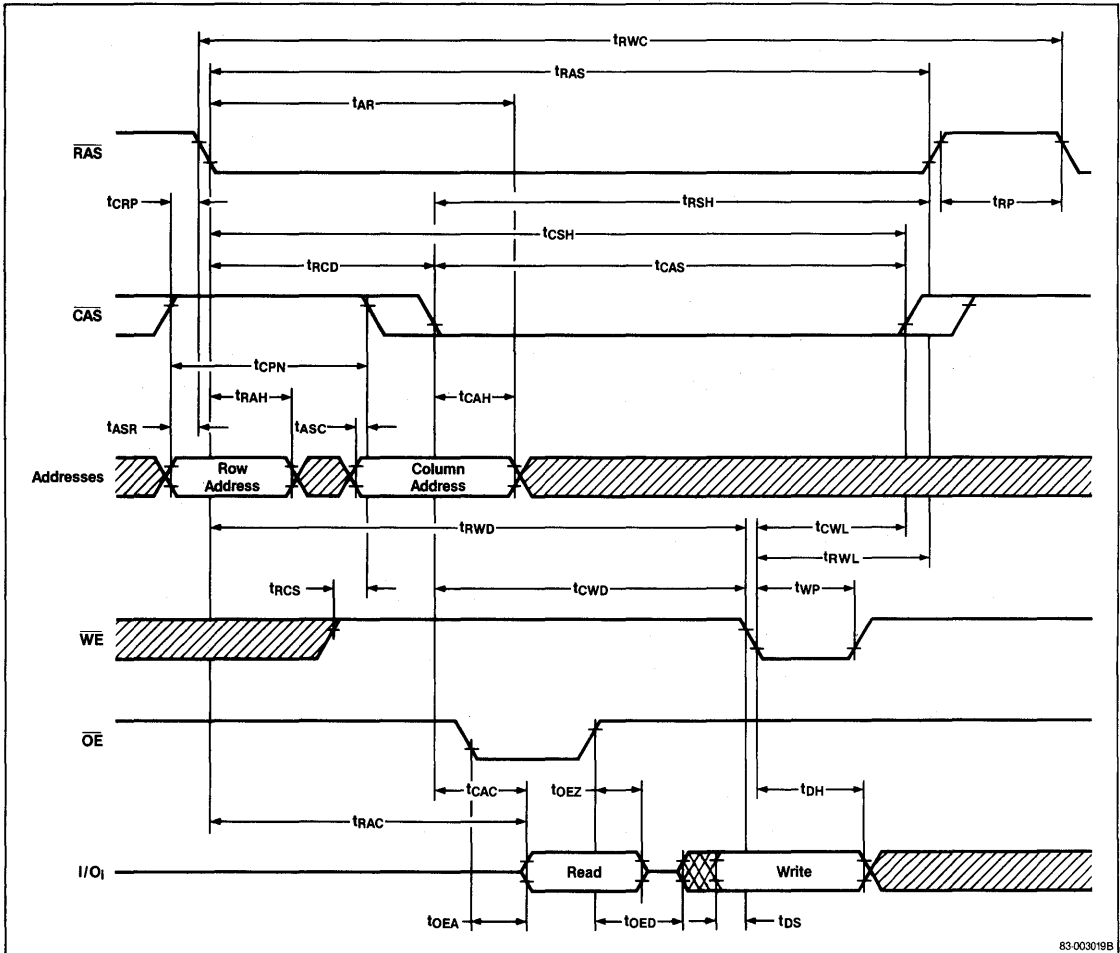 tRWC
tRAS
tAR
RAS
tCRP
tRSH
tRP
tCSH
tRCD
tCAS
CAS
tCPN
tRAH
tCAH
tASR
tASC
Addresses
Row
Address
Column
Address
tRWD
tCWL
tRWL
tRCS
tCWD
tWP
WE
OE
tCAC
tOEZ
tDH
tRAC
I/OI
Read
Write
tOEA
tOED
tDS
83-003019B